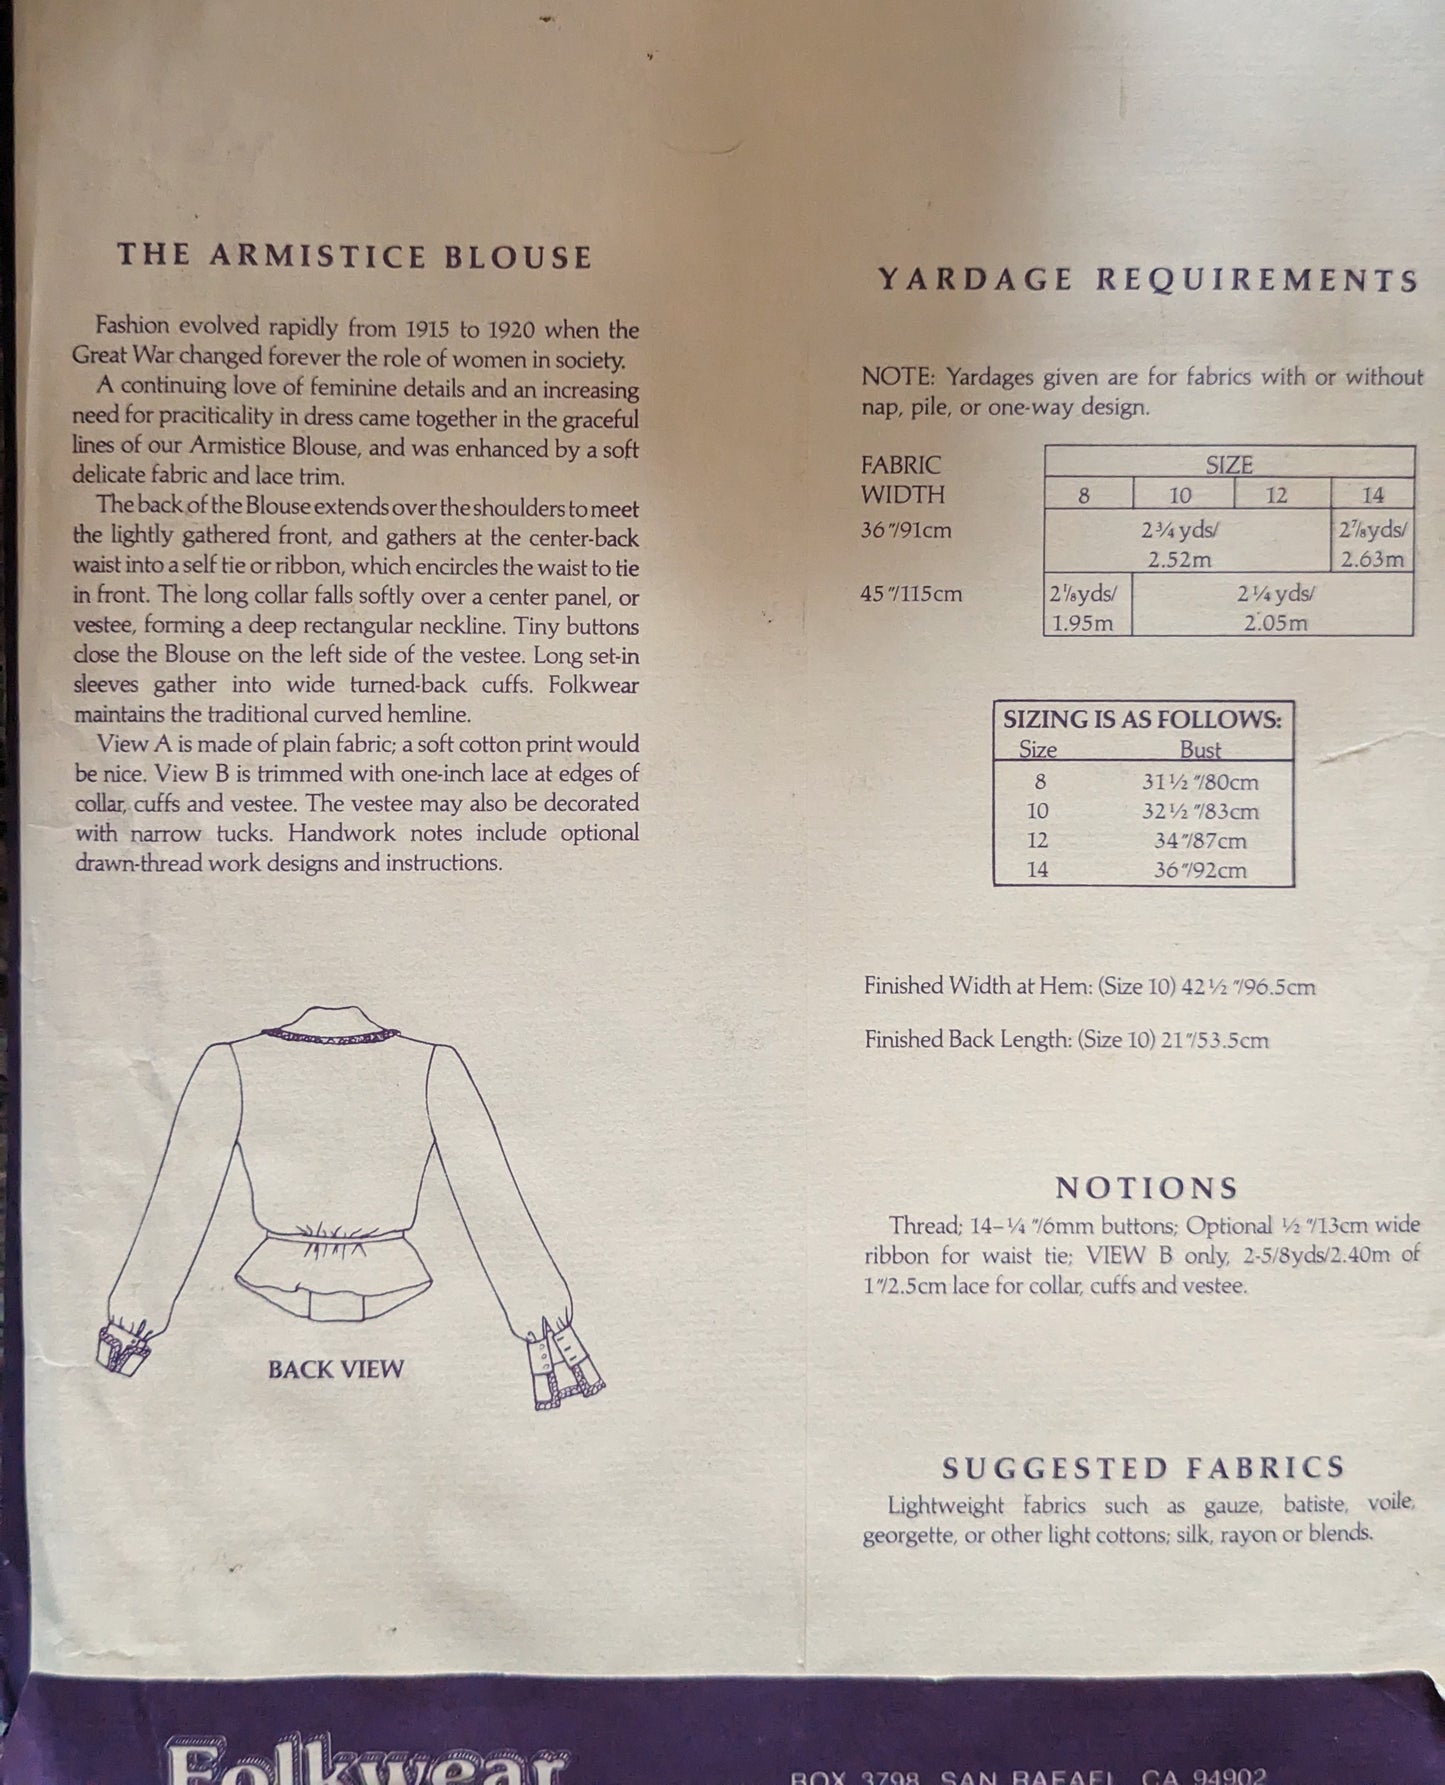 THE ARMISTICE BLOUSE
Fashion evolved rapidly from 1915 to 1920 when the
Great War changed forever the role of women in society.
A continuing love of feminine details and an increasing
need for praciticality in dress came together in the graceful
lines of our Armistice Blouse, and was enhanced by a soft
delicate fabric and lace trim.
The back of the Blouse extends over the shoulders to meet
the lightly gathered front, and gathers at the center-back
waist into a self tie or ribbon, which encircles the waist to tie
in front. The long collar falls softly over a center panel, or
vestee, forming a deep rectangular neckline. Tiny buttons
close the Blouse on the left side of the vestee. Long set-in
sleeves gather into wide turned-back cuffs. Folkwear
maintains the traditional curved hemline.
View A is made of plain fabric; a soft cotton print would
be nice. View B is trimmed with one-inch lace at edges of
collar, cuffs and vestee. The vestee may also be decorated
with narrow tucks. Handwork notes include optional
drawn-thread work designs and instructions.
BACK VIEW
YARDAGE REQUIREMENTS
NOTE: Yardages given are for fabrics with or without
nap, pile, or one-way design.
FABRIC SIZE
WIDTH 8 10 12 14
36"/91cm 2¾ yds/ 2⅞yds/
2.52m 2.63m
45"/115cm 2⅛yds/ 2¼ yds/
1.95m 2.05m
SIZING IS AS FOLLOWS:
Size Bust
8 31½"/80cm
10 32½"/83cm
12 34"/87cm
14 36"/92cm
Finished Width at Hem: (Size 10) 42½"/96.5cm
Finished Back Length: (Size 10) 21"/53.5cm
NOTIONS
Thread; 14–¼"/6mm buttons; Optional ½"/13cm wide
ribbon for waist tie; VIEW B only, 2-5/8yds/2.40m of
1"/2.5cm lace for collar, cuffs and vestee.
SUGGESTED FABRICS
Lightweight fabrics such as gauze, batiste, voile,
georgette, or other light cottons; silk, rayon or blends.
Folkwear
BOX 3798, SAN RAFAEL, CA 94902